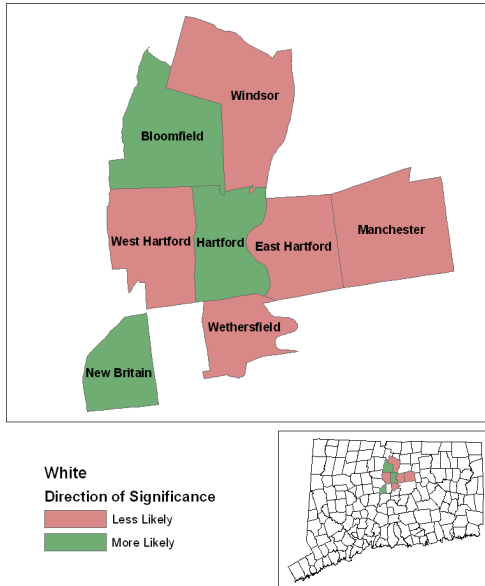 Windsor
Bloomfield
West Hartford
Hartford
East Hartford
Manchester
Wethersfield
New Britain
White
Direction of Significance
Less Likely
More Likely